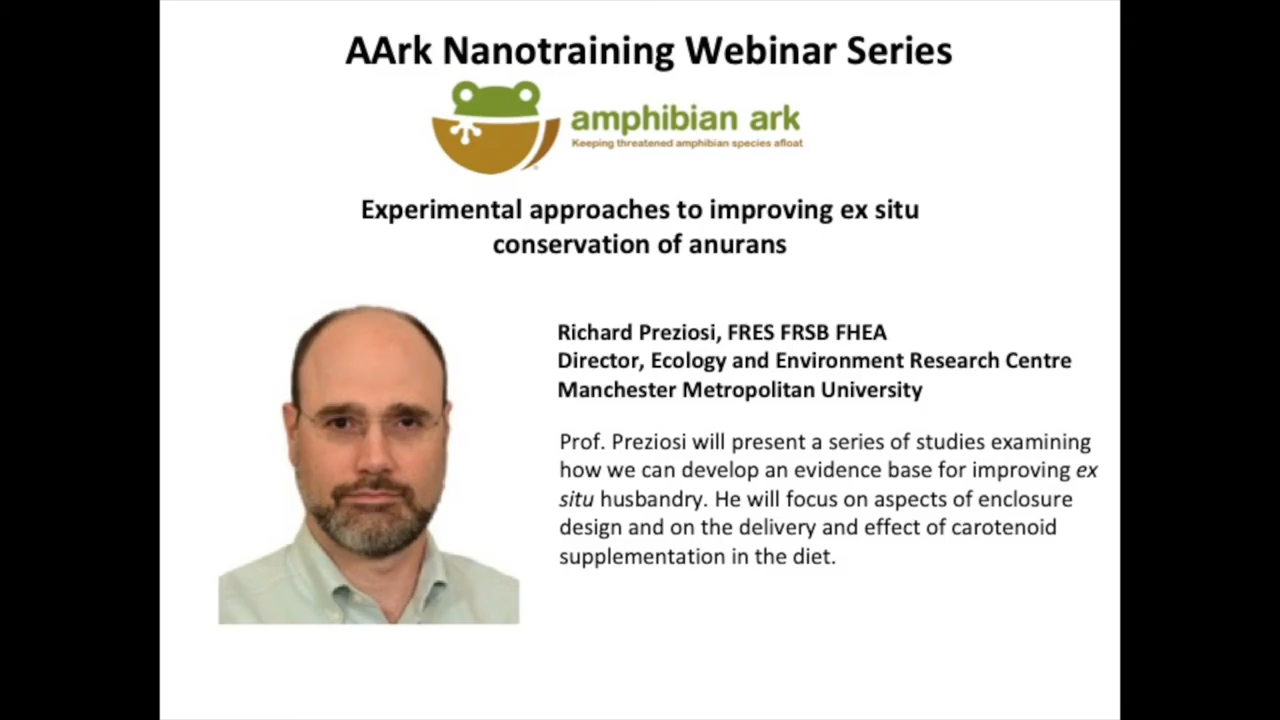 AArk Nanotraining Webinar Series
amphibian ark
Keeping threatened amphibian species afloat
Experimental approaches to improving ex situ
conservation of anurans
Richard Preziosi, FRES FRSB FHEA
Director, Ecology and Environment Research Centre
Manchester Metropolitan University
Prof. Preziosi will present a series of studies examining
how we can develop an evidence base for improving ex
situ husbandry. He will focus on aspects of enclosure
design and on the delivery and effect of carotenoid
supplementation in the diet.